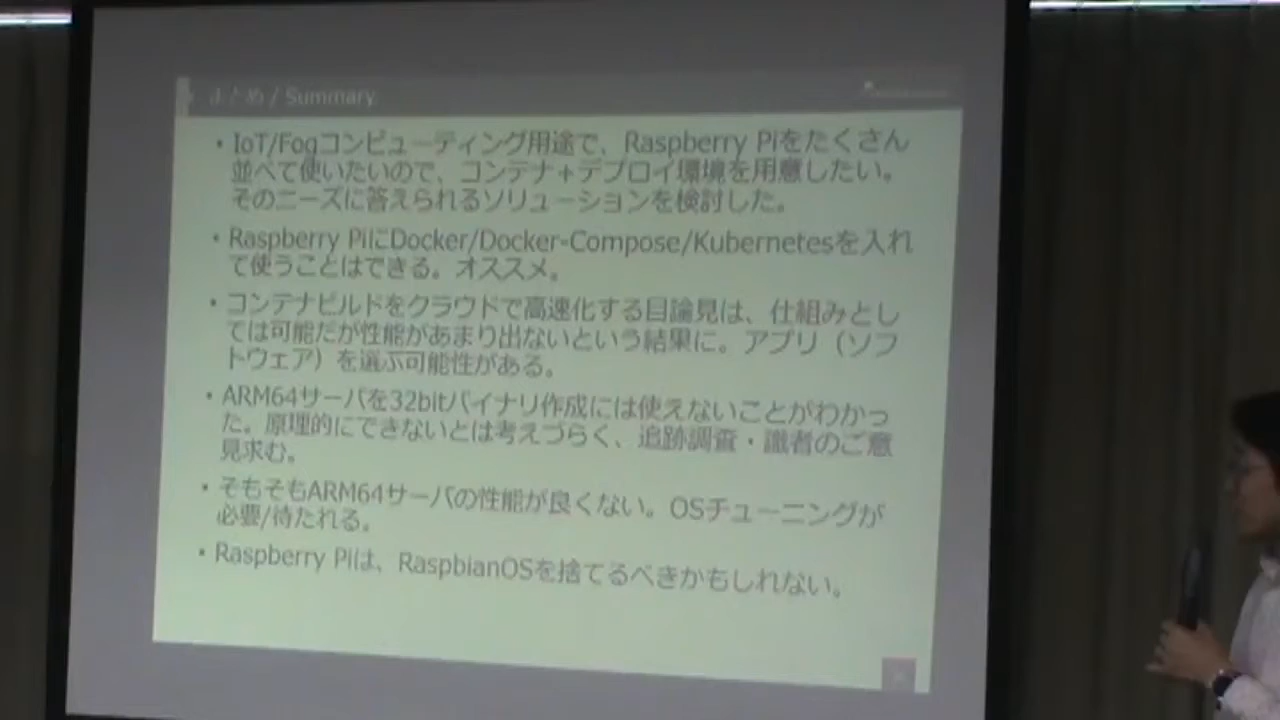 まとめ / Summary
・IoT/Fogコンピューティング用途で、Raspberry Piをたくさん
並べて使いたいので、コンテナ+デプロイ環境を用意したい。
そのニーズに答えられるソリューションを検討した。
・Raspberry PiにDocker/Docker-Compose/Kubernetesを入れ
て使うことはできる。オススメ。
・コンテナビルドをクラウドで高速化する目論見は、仕組みとし
ては可能だが性能があまり出ないという結果に。アプリ（ソフ
トウェア）を選ぶ可能性がある。
・ARM64サーバを32bitバイナリ作成には使えないことがわかっ
た。原理的にできないとは考えづらく、追跡調査・識者のご意
見求む。
・そもそもARM64サーバの性能が良くない。OSチューニングが
必要/待たれる。
・Raspberry Piは、RaspbianOSを捨てるべきかもしれない。